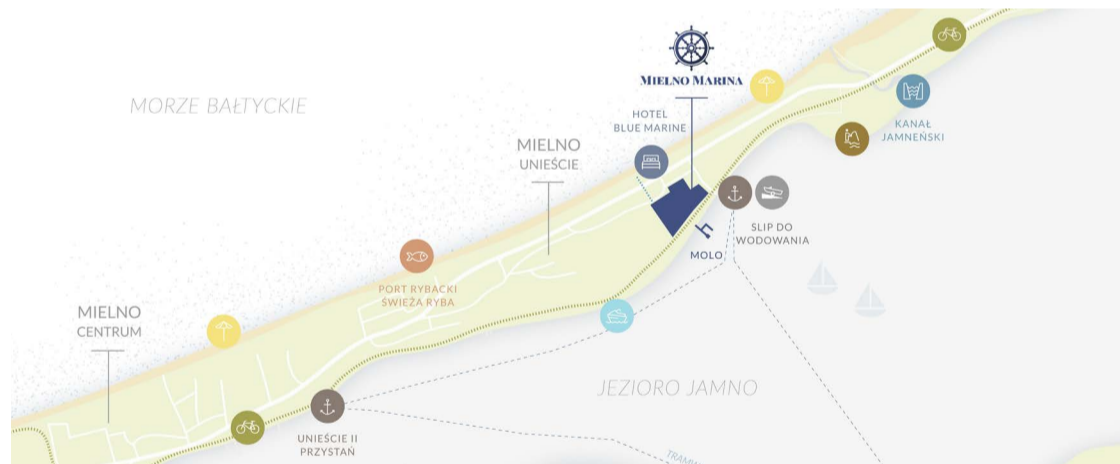 MIELNO MARINA
MORZE BAŁTYCKIE
HOTEL
BLUE MARINE
KANAŁ
JAMNEŃSKI
MIELNO
UNIEŚCIE
SLIP DO
WODOWANIA
MOLO
PORT RYBACKI
ŚWIEŻA RYBA
MIELNO
CENTRUM
JEZIORO JAMNO
UNIEŚCIE II
PRZYSTAŃ